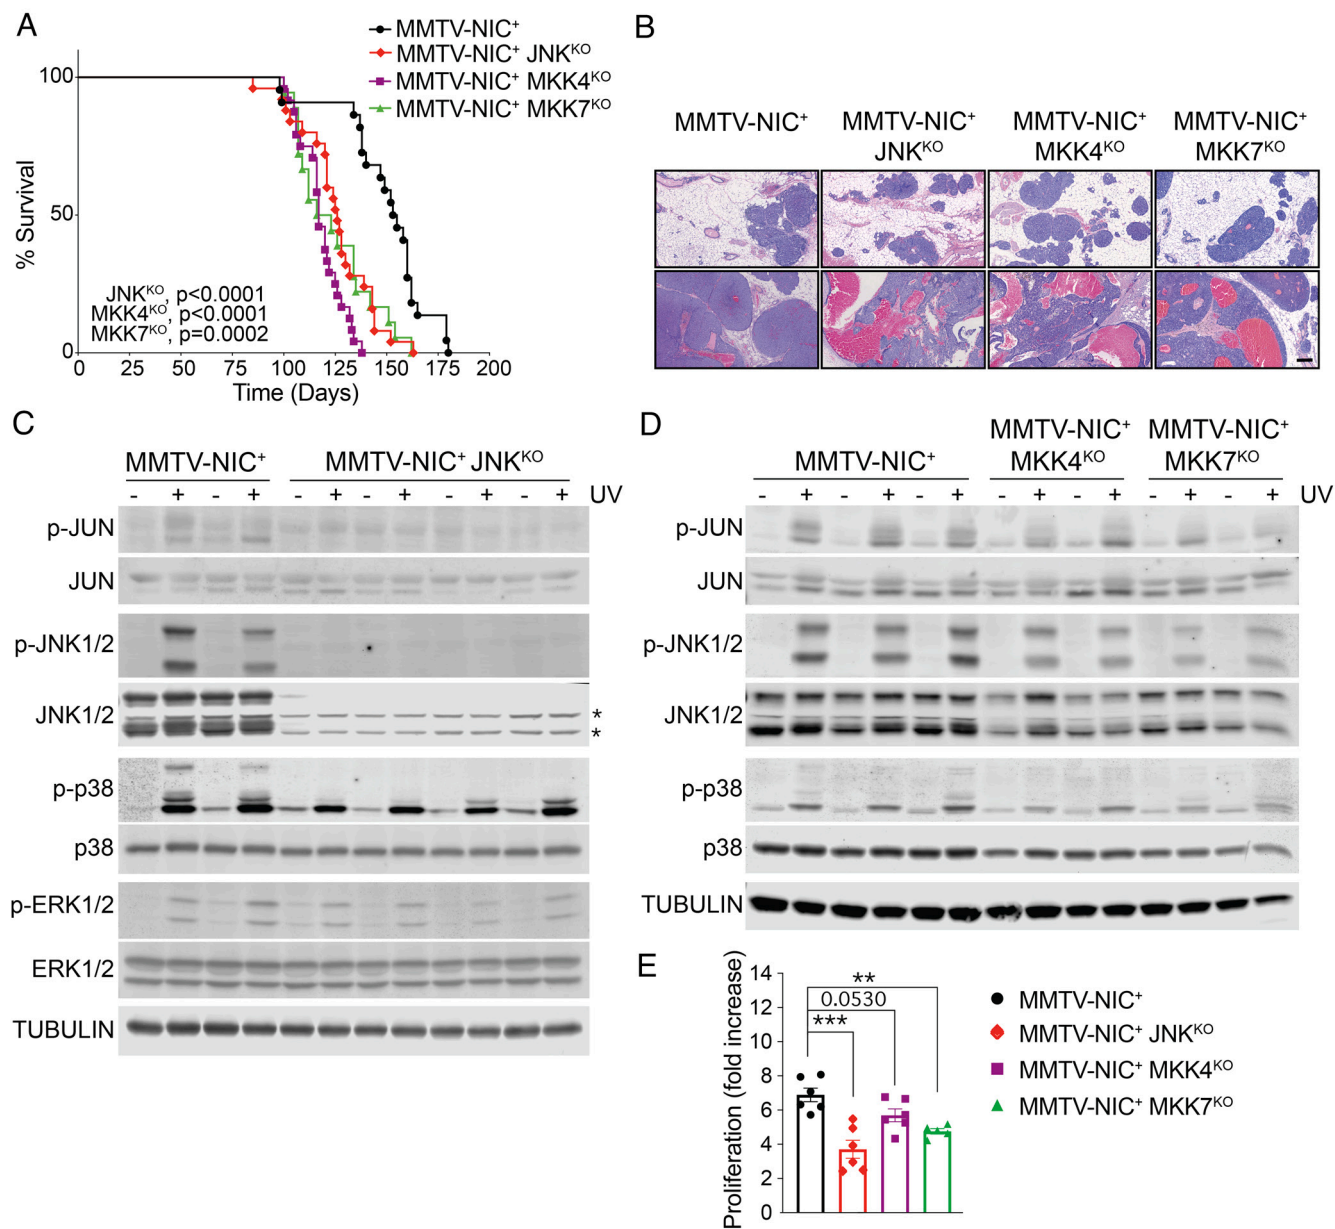 A
MMTV-NIC⁺
MMTV-NIC⁺ JNKᴷᴼ
MMTV-NIC⁺ MKK4ᴷᴼ
MMTV-NIC⁺ MKK7ᴷᴼ
% Survival
100
50
0
JNKᴷᴼ, p<0.0001
MKK4ᴷᴼ, p<0.0001
MKK7ᴷᴼ, p=0.0002
0 25 50 75 100 125 150 175 200
Time (Days)
B
MMTV-NIC⁺
MMTV-NIC⁺ JNKᴷᴼ
MMTV-NIC⁺ MKK4ᴷᴼ
MMTV-NIC⁺ MKK7ᴷᴼ
C
MMTV-NIC⁺ MMTV-NIC⁺ JNKᴷᴼ
- + - + - + - + - + - + UV
p-JUN
JUN
p-JNK1/2
JNK1/2
*
*
p-p38
p38
p-ERK1/2
ERK1/2
TUBULIN
D
MMTV-NIC⁺
MMTV-NIC⁺ MKK4ᴷᴼ
MMTV-NIC⁺ MKK7ᴷᴼ
- + - + - + - + - + - + - + UV
p-JUN
JUN
p-JNK1/2
JNK1/2
p-p38
p38
TUBULIN
E
Proliferation (fold increase)
14
12
10
8
6
4
2
0
**
0.0530
***
MMTV-NIC⁺
MMTV-NIC⁺ JNKᴷᴼ
MMTV-NIC⁺ MKK4ᴷᴼ
MMTV-NIC⁺ MKK7ᴷᴼ